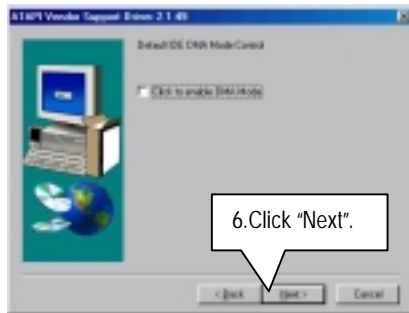 ATAPI Vendor Support Driver 2.1.49
Default IDE DMA Mode Control
Click to enable DMA Mode
6.Click “Next”.
<Back Next> Cancel